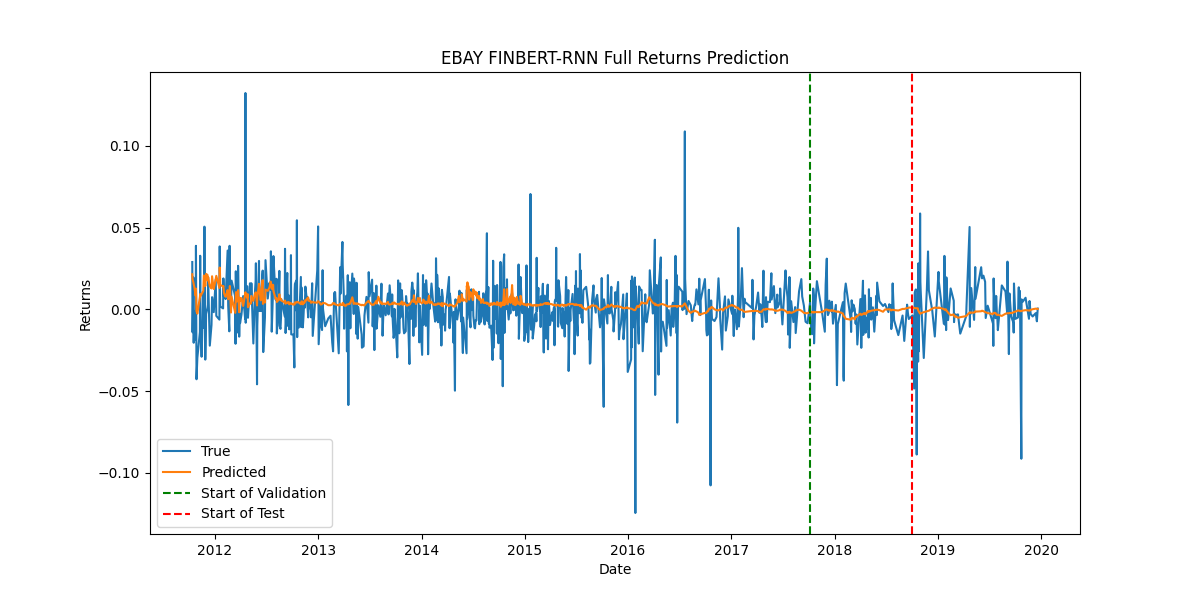 EBAY FINBERT-RNN Full Returns Prediction
Returns
0.10
0.05
0.00
−0.05
−0.10
True
Predicted
Start of Validation
Start of Test
2012 2013 2014 2015 2016 2017 2018 2019 2020
Date